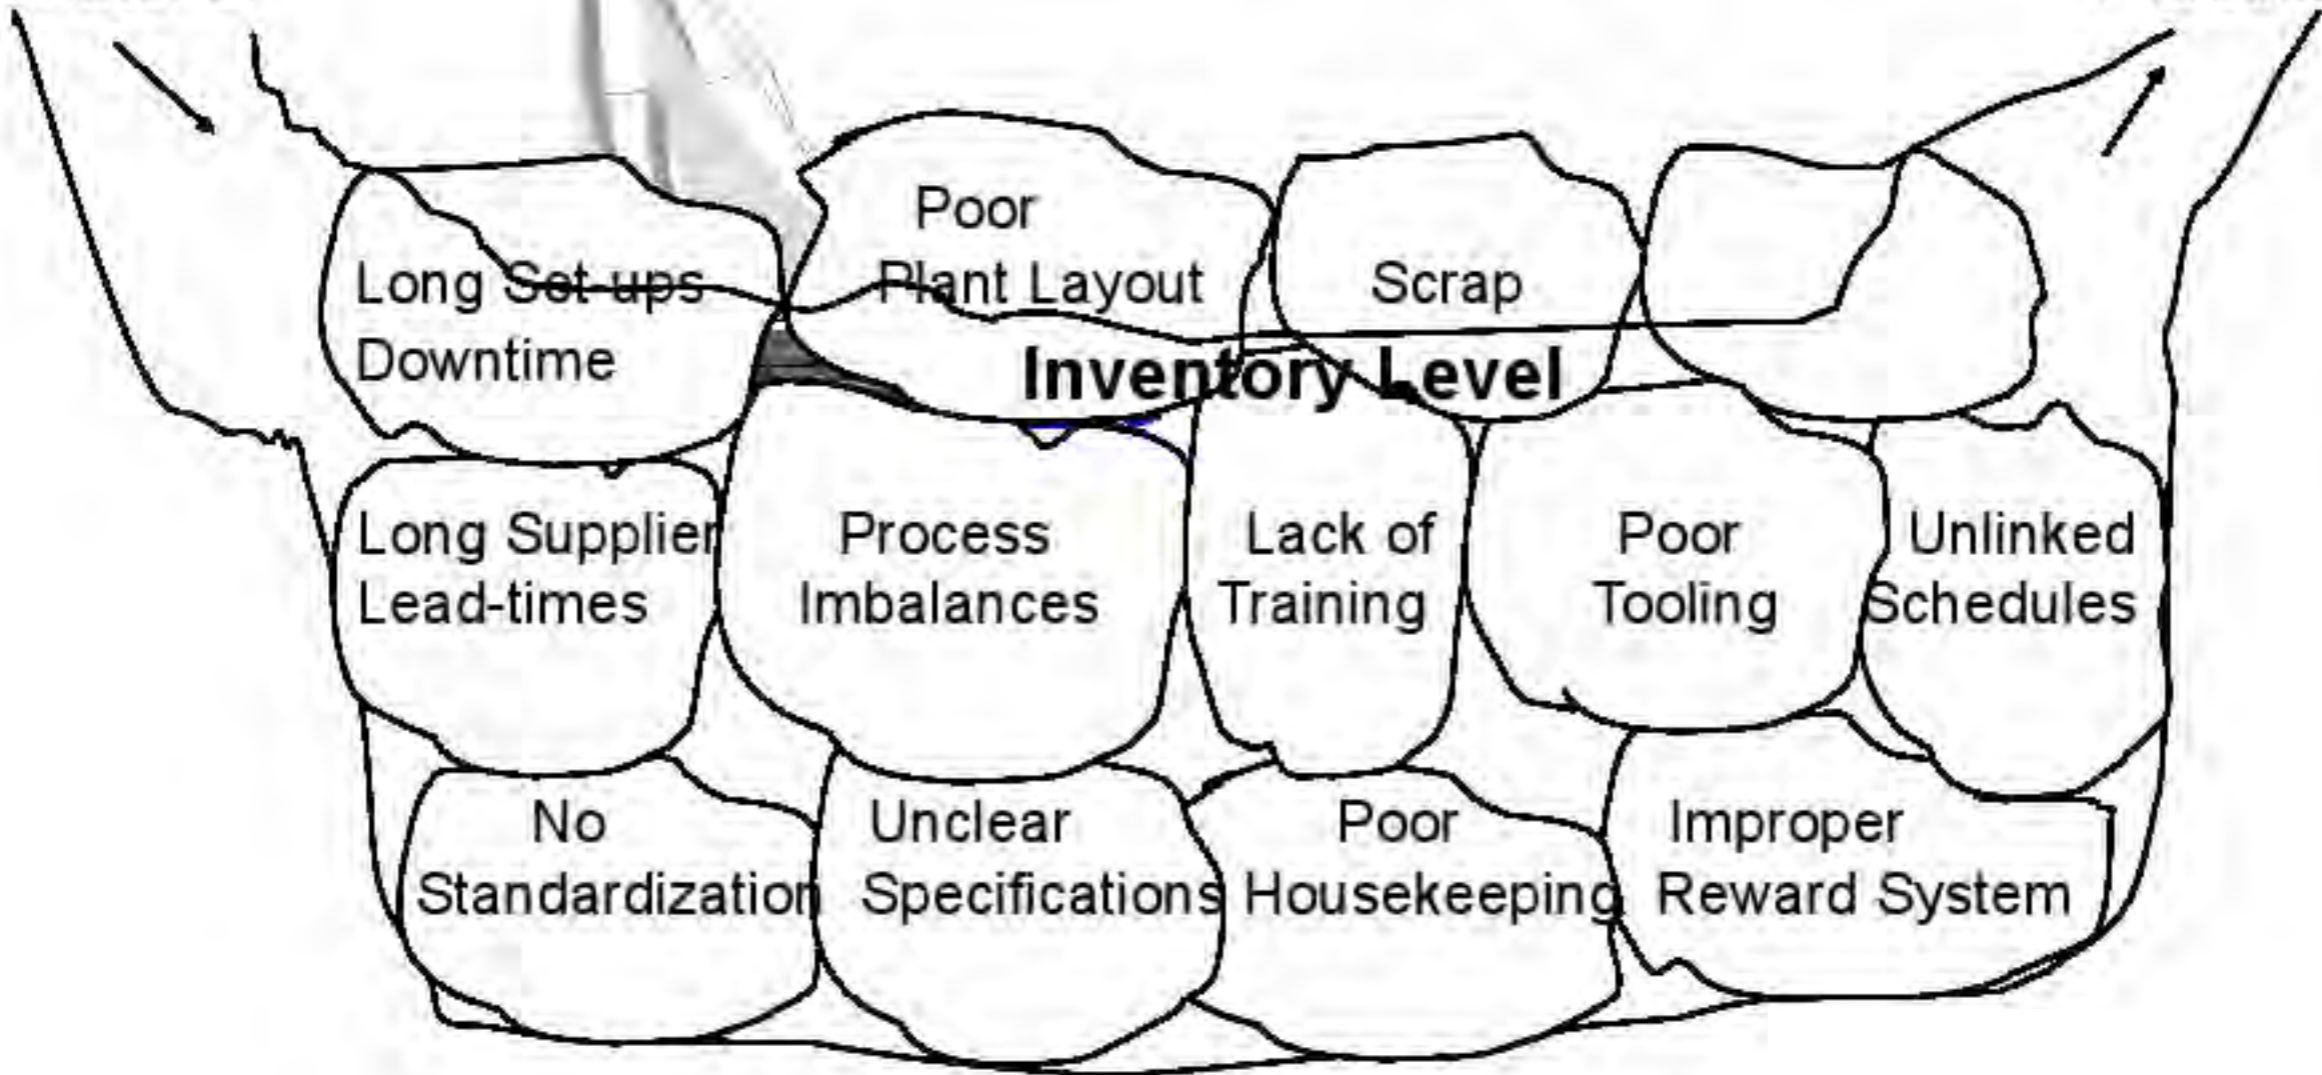 Poor
Long Set-ups
Plant Layout
Scrap
Downtime
Inventory Level
Long Supplier
Lead-times
Process
Imbalances
Lack of
Training
Poor
Tooling
Unlinked
Schedules
No
Standardization
Unclear
Specifications
Poor
Housekeeping
Improper
Reward System